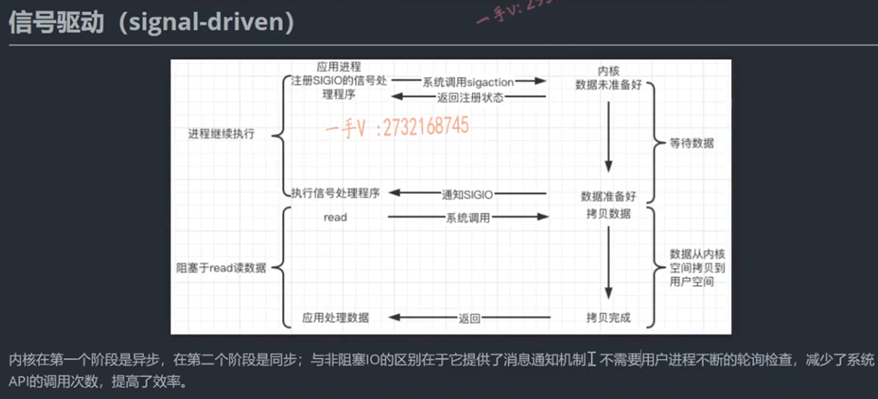 信号驱动（signal-driven）
一手V：
应用进程
注册SIGIO的信号处
理程序
系统调用sigaction
返回注册状态
内核
数据未准备好
一手V :2732168745
进程继续执行
等待数据
执行信号处理程序
通知SIGIO
数据准备好
read
系统调用
拷贝数据
阻塞于read读数据
数据从内核
空间拷贝到
用户空间
应用处理数据
返回
拷贝完成
内核在第一个阶段是异步，在第二个阶段是同步；与非阻塞IO的区别在于它提供了消息通知机制 不需要用户进程不断的轮询检查，减少了系统
API的调用次数，提高了效率。